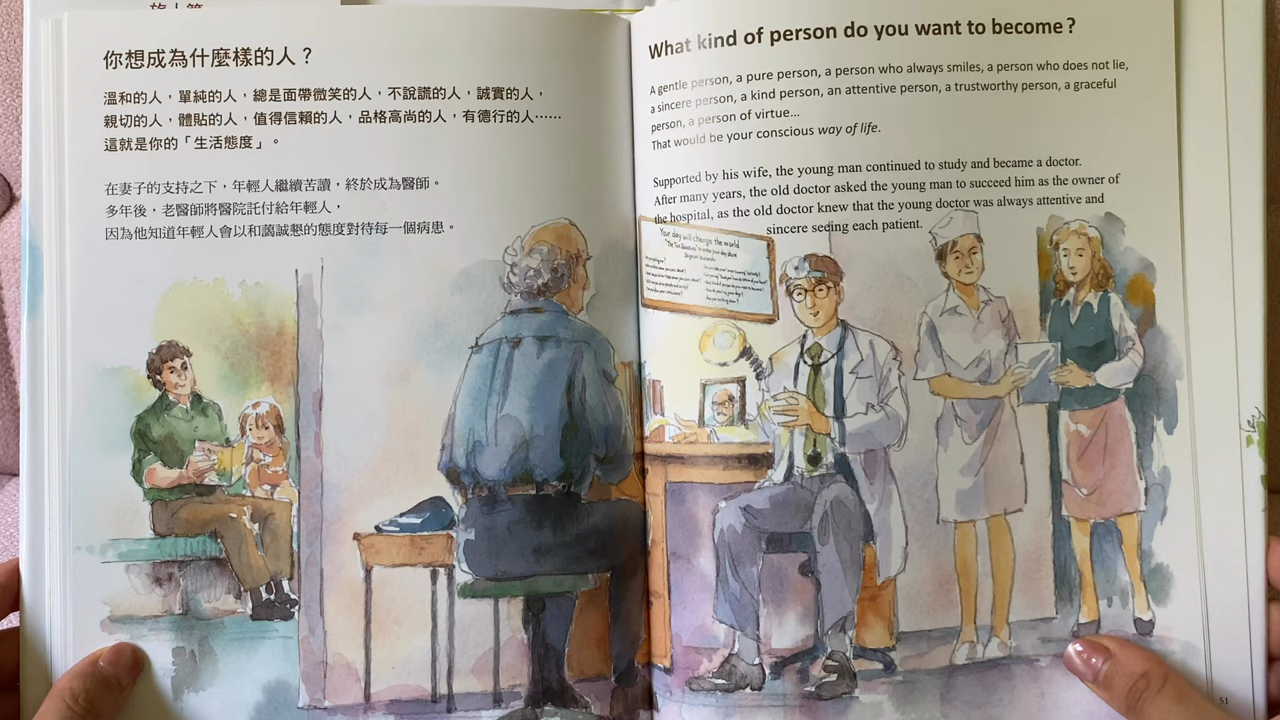 你想成為什麼樣的人？
溫和的人，單純的人，總是面帶微笑的人，不說謊的人，誠實的人，
親切的人，體貼的人，值得信賴的人，品格高尚的人，有德行的人……
這就是你的「生活態度」。
在妻子的支持之下，年輕人繼續苦讀，終於成為醫師。
多年後，老醫師將醫院託付給年輕人，
因為他知道年輕人會以和藹誠懇的態度對待每一個病患。
What kind of person do you want to become?
A gentle person, a pure person, a person who always smiles, a person who does not lie,
a sincere person, a kind person, an attentive person, a trustworthy person, a graceful
person, a person of virtue...
That would be your conscious way of life.
Supported by his wife, the young man continued to study and became a doctor.
After many years, the old doctor asked the young man to succeed him as the owner of
the hospital, as the old doctor knew that the young doctor was always attentive and
sincere seeing each patient.
Your day will change the world
51